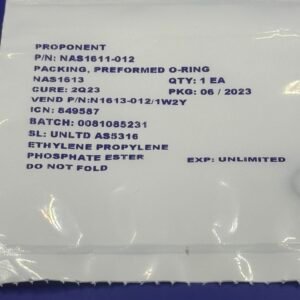 PROPONENT
P/N: NAS1611-012
PACKING, PREFORMED O-RING
NAS1613 QTY: 1 EA
CURE: 2Q23 PKG: 06 / 2023
VEND P/N:N1613-012/1W2Y
ICN: 849587
BATCH: 0081085231
SL: UNLTD AS5316
ETHYLENE PROPYLENE
PHOSPHATE ESTER EXP: UNLIMITED
DO NOT FOLD